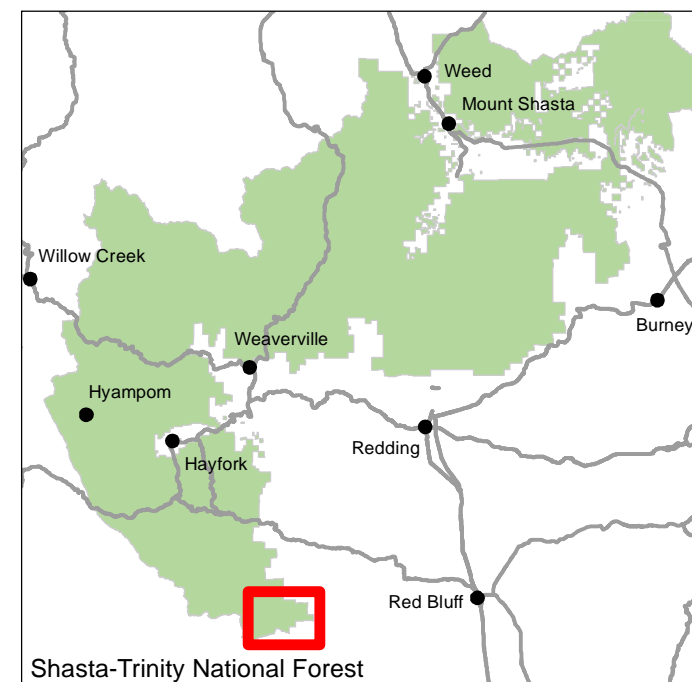 Weed
Mount Shasta
Willow Creek
Burney
Weaverville
Hyampom
Redding
Hayfork
Red Bluff
Shasta-Trinity National Forest